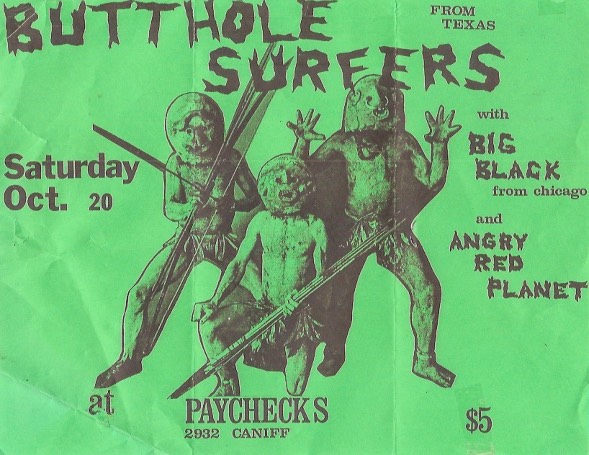 BUTTHOLE
SURFERS
FROM
TEXAS
with
BIG
BLACK
from chicago
and
ANGRY
RED
PLANET
Saturday
Oct. 20
at PAYCHECKS
2932 CANIFF
$5